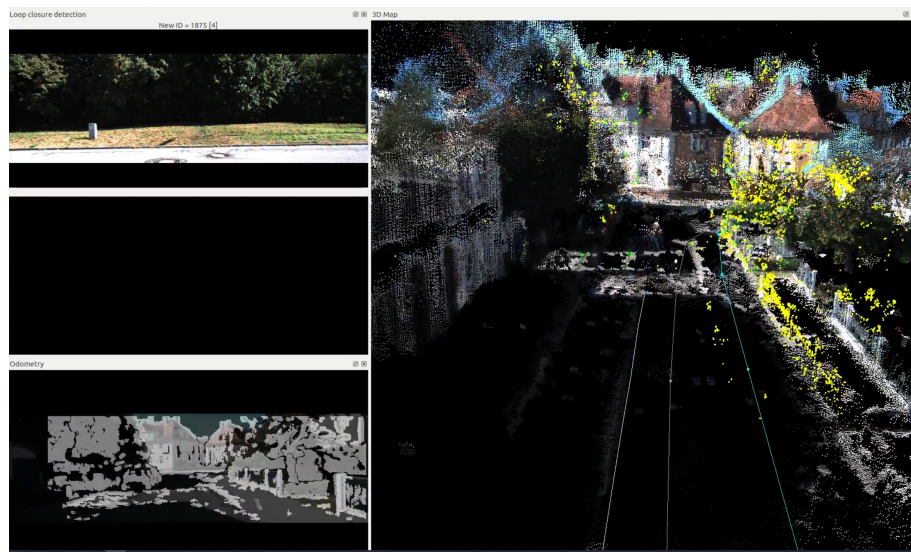 Loop closure detection
New ID = 1875 [4]
3D Map
Odometry